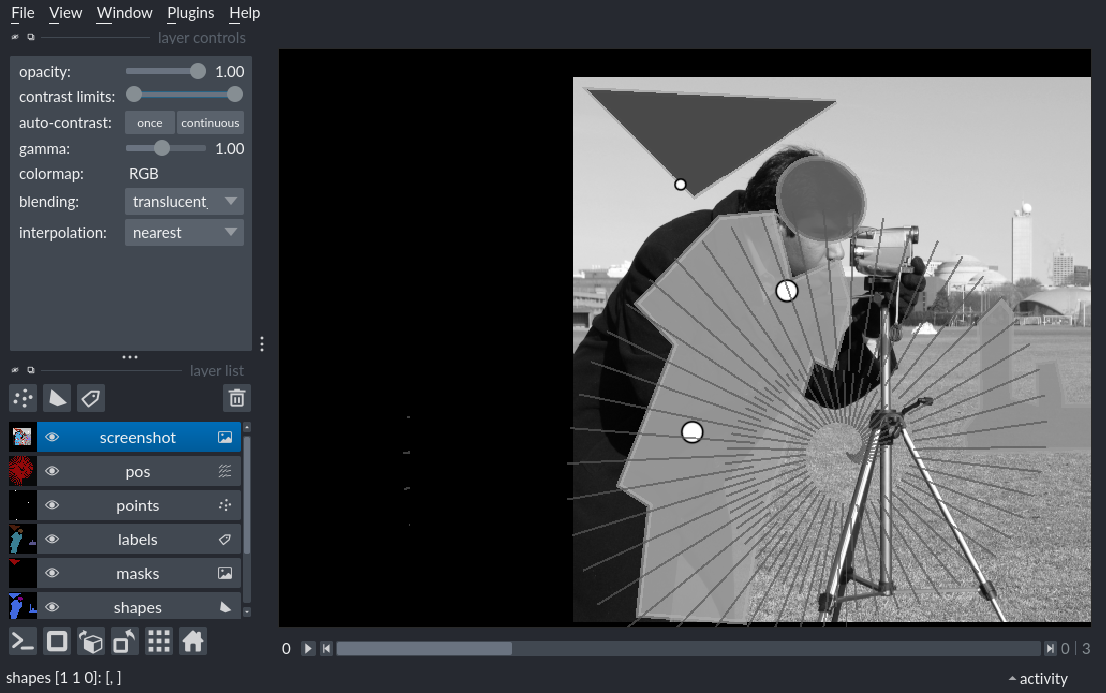 File View Window Plugins Help
layer controls
opacity: 1.00
contrast limits:
auto-contrast: once continuous
gamma: 1.00
colormap: RGB
blending: translucent
interpolation: nearest
layer list
screenshot
pos
points
labels
masks
shapes
0 0 | 3
shapes [1 1 0]: [, ] activity